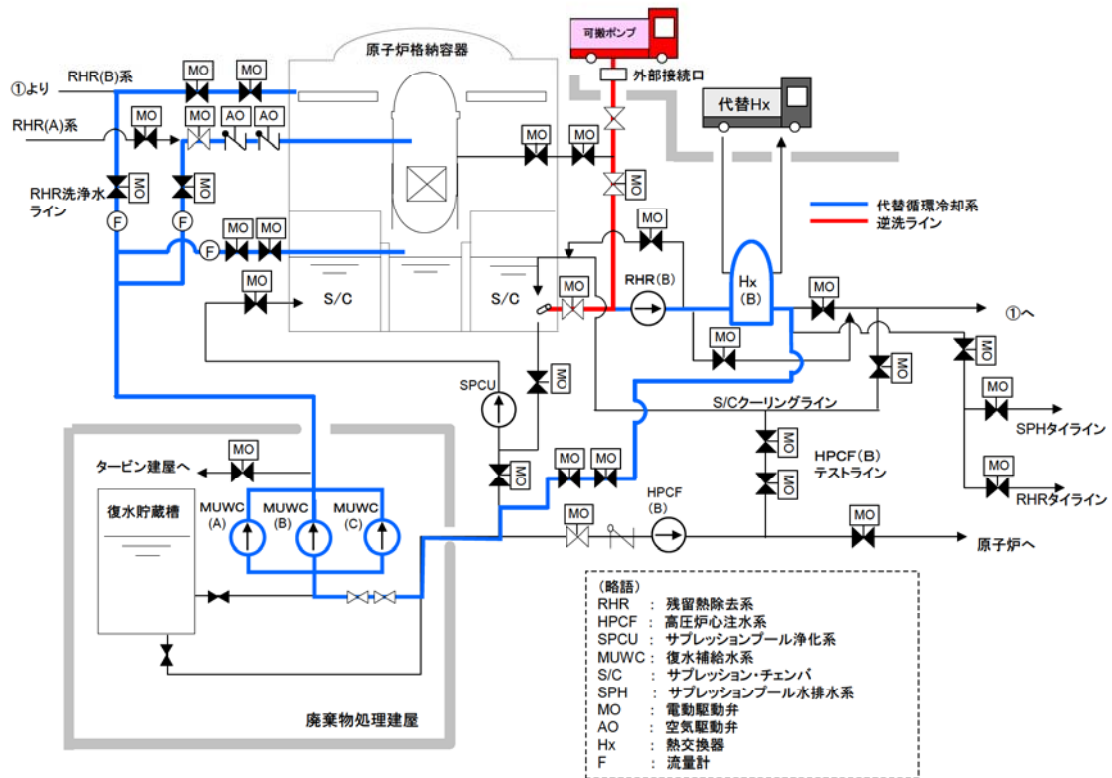 可搬ポンプ
原子炉格納容器
外部接続口
代替Hx
①より
RHR(B)系
MO
MO
RHR(A)系
MO
MO
AO
AO
MO
MO
代替循環冷却系
逆洗ライン
RHR洗浄水
ライン
MO
MO
MO
F
F
F
MO
MO
MO
MO
S/C
S/C
MO
RHR(B)
Hx
(B)
MO
①へ
MO
MO
MO
MO
SPCU
S/Cクーリングライン
MO
SPHタイライン
タービン建屋へ
MO
MO
MO
MO
MO
HPCF(B)
テストライン
MO
MO
RHRタイライン
復水貯蔵槽
MUWC
(A)
MUWC
(B)
MUWC
(C)
MO
HPCF
(B)
MO
原子炉へ
廃棄物処理建屋
(略語)
RHR : 残留熱除去系
HPCF : 高圧炉心注水系
SPCU : サプレッションプール浄化系
MUWC : 復水補給水系
S/C : サプレッション・チェンバ
SPH : サプレッションプール水排水系
MO : 電動駆動弁
AO : 空気駆動弁
Hx : 熱交換器
F : 流量計